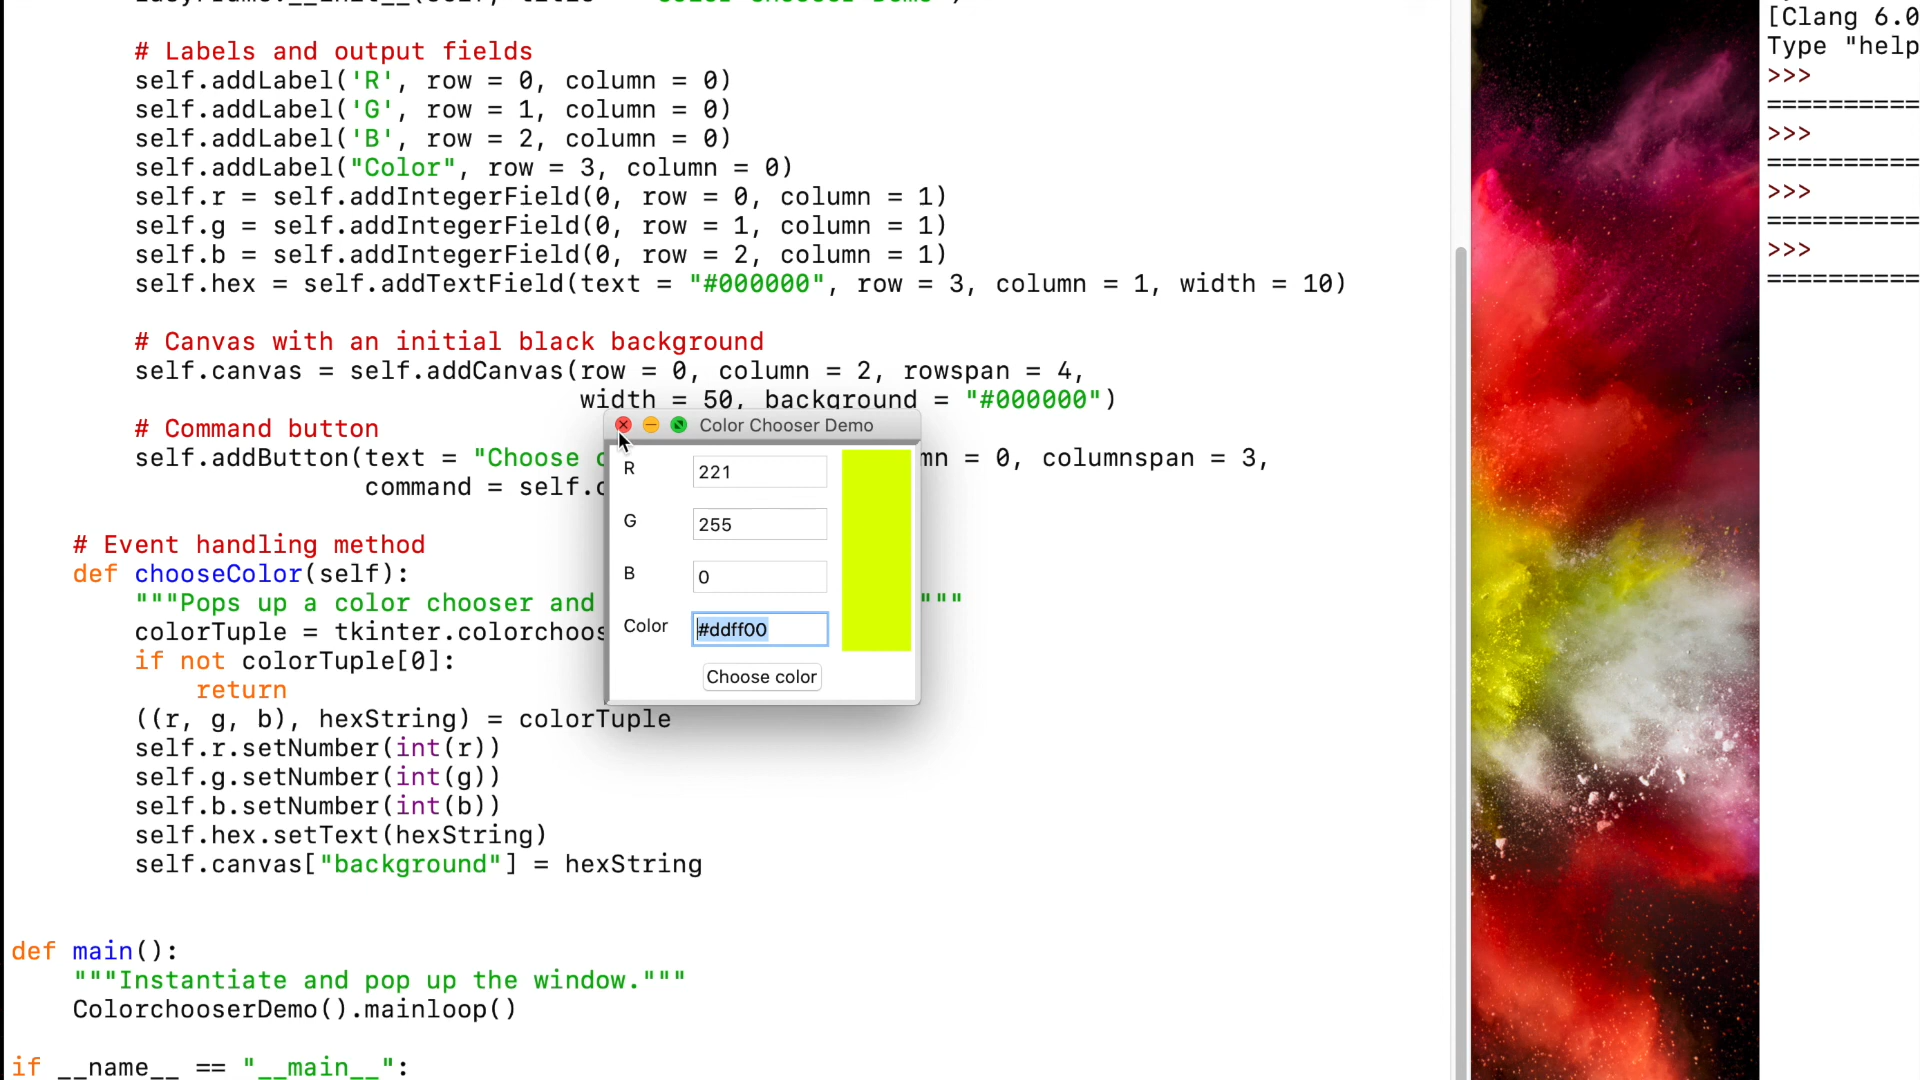 # Labels and output fields
self.addLabel('R', row = 0, column = 0)
self.addLabel('G', row = 1, column = 0)
self.addLabel('B', row = 2, column = 0)
self.addLabel("Color", row = 3, column = 0)
self.r = self.addIntegerField(0, row = 0, column = 1)
self.g = self.addIntegerField(0, row = 1, column = 1)
self.b = self.addIntegerField(0, row = 2, column = 1)
self.hex = self.addTextField(text = "#000000", row = 3, column = 1, width = 10)
# Canvas with an initial black background
self.canvas = self.addCanvas(row = 0, column = 2, rowspan = 4,
width = 50, background = "#000000")
# Command button
self.addButton(text = "Choose c mn = 0, columnspan = 3,
command = self.c
# Event handling method
def chooseColor(self):
"""Pops up a color chooser and """
colorTuple = tkinter.colorchoos
if not colorTuple[0]:
return
((r, g, b), hexString) = colorTuple
self.r.setNumber(int(r))
self.g.setNumber(int(g))
self.b.setNumber(int(b))
self.hex.setText(hexString)
self.canvas["background"] = hexString
def main():
"""Instantiate and pop up the window."""
ColorchooserDemo().mainloop()
if __name__ == "__main__":
Color Chooser Demo
R 221
G 255
B 0
Color #ddff00
Choose color
[Clang 6.0
Type "help
>>>
==========
>>>
==========
>>>
==========
>>>
==========